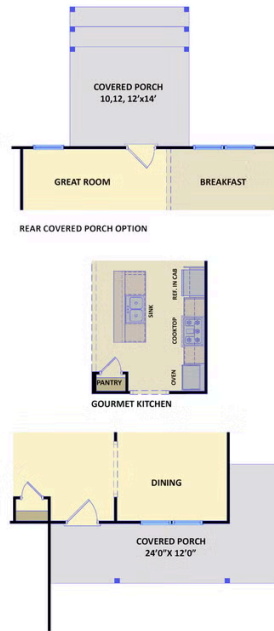 COVERED PORCH
10,12, 12'x14'
GREAT ROOM
BREAKFAST
REAR COVERED PORCH OPTION
REF. IN CAB
SINK
COOKTOP
OVEN
PANTRY
GOURMET KITCHEN
DINING
COVERED PORCH
24'0"X 12'0"